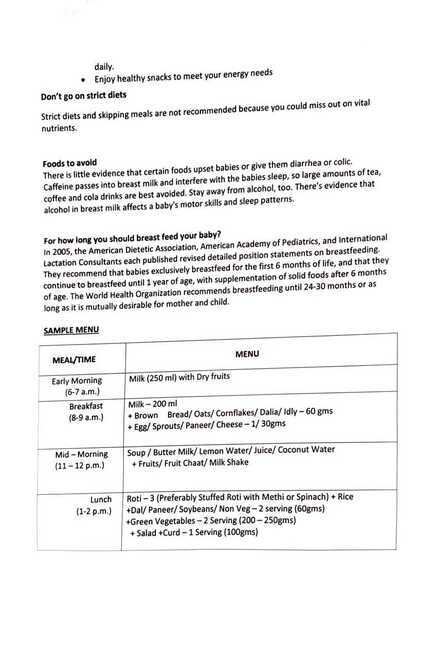 daily.
• Enjoy healthy snacks to meet your energy needs
Don't go on strict diets
Strict diets and skipping meals are not recommended because you could miss out on vital
nutrients.
Foods to avoid
There is little evidence that certain foods upset babies or give them diarrhea or colic.
Caffeine passes into breast milk and interfere with the babies sleep, so large amounts of tea,
coffee and cola drinks are best avoided. Stay away from alcohol, too. There's evidence that
alcohol in breast milk affects a baby's motor skills and sleep patterns.
For how long you should breast feed your baby?
In 2005, the American Dietetic Association, American Academy of Pediatrics, and International
Lactation Consultants each published revised detailed position statements on breastfeeding.
They recommend that babies exclusively breastfeed for the first 6 months of life, and that they
continue to breastfeed until 1 year of age, with supplementation of solid foods after 6 months
of age. The World Health Organization recommends breastfeeding until 24-30 months or as
long as it is mutually desirable for mother and child.
SAMPLE MENU
MEAL/TIME MENU
Early Morning Milk (250 ml) with Dry fruits
(6-7 a.m.)
Breakfast Milk – 200 ml
(8-9 a.m.) + Brown Bread/ Oats/ Cornflakes/ Dalia/ Idly – 60 gms
+ Egg/ Sprouts/ Paneer/ Cheese – 1/ 30gms
Mid – Morning Soup / Butter Milk/ Lemon Water/ Juice/ Coconut Water
(11 – 12 p.m.) + Fruits/ Fruit Chaat/ Milk Shake
Lunch Roti – 3 (Preferably Stuffed Roti with Methi or Spinach) + Rice
(1-2 p.m.) +Dal/ Paneer/ Soybeans/ Non Veg – 2 serving (60gms)
+Green Vegetables – 2 Serving (200 – 250gms)
+ Salad +Curd – 1 Serving (100gms)